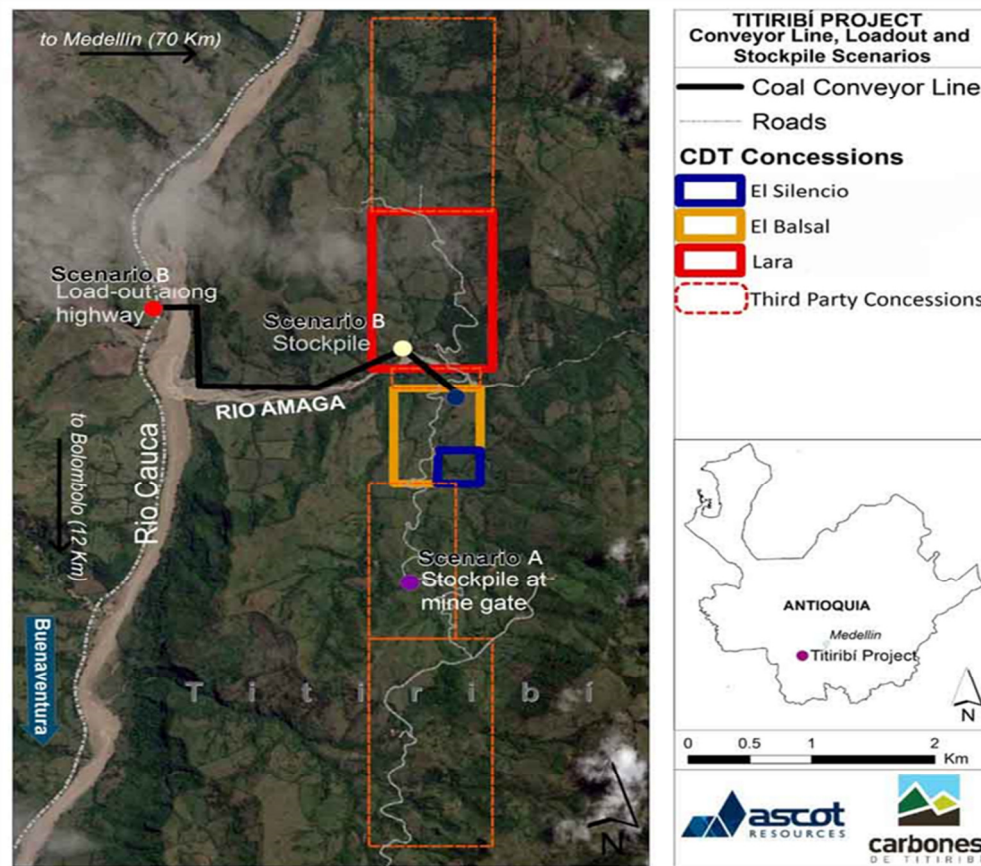 to Medellin (70 Km)
Scenario B
Load-out along
highway
Scenario B
Stockpile
RIO AMAGA
Rio Cauca
to Bolombolo (12 Km)
Buenaventura
Scenario A
Stockpile at
mine gate
Titiribí
N
TITIRIBÍ PROJECT
Conveyor Line, Loadout and
Stockpile Scenarios
Coal Conveyor Line
Roads
CDT Concessions
El Silencio
El Balsal
Lara
Third Party Concessions
ANTIOQUIA
Medellin
Titiribí Project
N
0 0.5 1 2
Km
ascot
RESOURCES
carbones
DE TITIRIBI